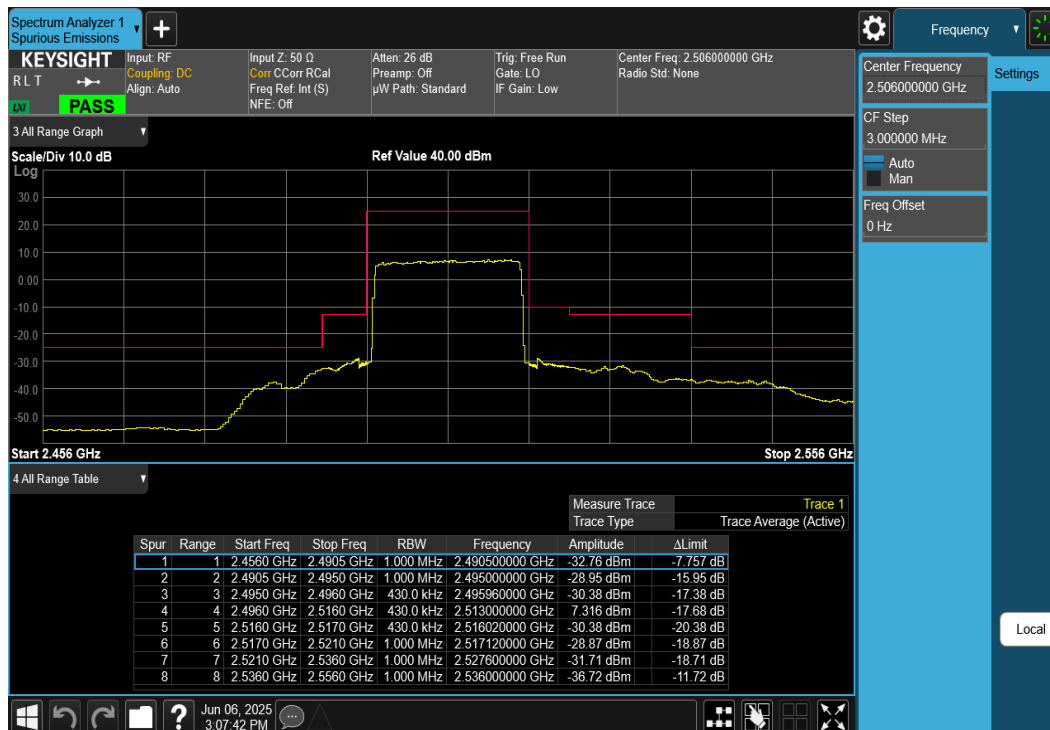 Spectrum Analyzer 1
Spurious Emissions
Frequency
KEYSIGHT
R L T
LXI
PASS
Input: RF
Coupling: DC
Align: Auto
Input Z: 50 Ω
Corr CCorr RCal
Freq Ref: Int (S)
NFE: Off
Atten: 26 dB
Preamp: Off
µW Path: Standard
Trig: Free Run
Gate: LO
IF Gain: Low
Center Freq: 2.506000000 GHz
Radio Std: None
Center Frequency
2.506000000 GHz
Settings
CF Step
3.000000 MHz
Auto
Man
Freq Offset
0 Hz
3 All Range Graph
Scale/Div 10.0 dB
Ref Value 40.00 dBm
Log
30.0
20.0
10.0
0.00
-10.0
-20.0
-30.0
-40.0
-50.0
Start 2.456 GHz
Stop 2.556 GHz
4 All Range Table
Measure Trace Trace 1
Trace Type Trace Average (Active)
Spur Range Start Freq Stop Freq RBW Frequency Amplitude ΔLimit
1 1 2.4560 GHz 2.4905 GHz 1.000 MHz 2.490500000 GHz -32.76 dBm -7.757 dB
2 2 2.4905 GHz 2.4950 GHz 1.000 MHz 2.495000000 GHz -28.95 dBm -15.95 dB
3 3 2.4950 GHz 2.4960 GHz 430.0 kHz 2.495960000 GHz -30.38 dBm -17.38 dB
4 4 2.4960 GHz 2.5160 GHz 430.0 kHz 2.513000000 GHz 7.316 dBm -17.68 dB
5 5 2.5160 GHz 2.5170 GHz 430.0 kHz 2.516020000 GHz -30.38 dBm -20.38 dB
6 6 2.5170 GHz 2.5210 GHz 1.000 MHz 2.517120000 GHz -28.87 dBm -18.87 dB
7 7 2.5210 GHz 2.5360 GHz 1.000 MHz 2.527600000 GHz -31.71 dBm -18.71 dB
8 8 2.5360 GHz 2.5560 GHz 1.000 MHz 2.536000000 GHz -36.72 dBm -11.72 dB
Local
Jun 06, 2025
3:07:42 PM